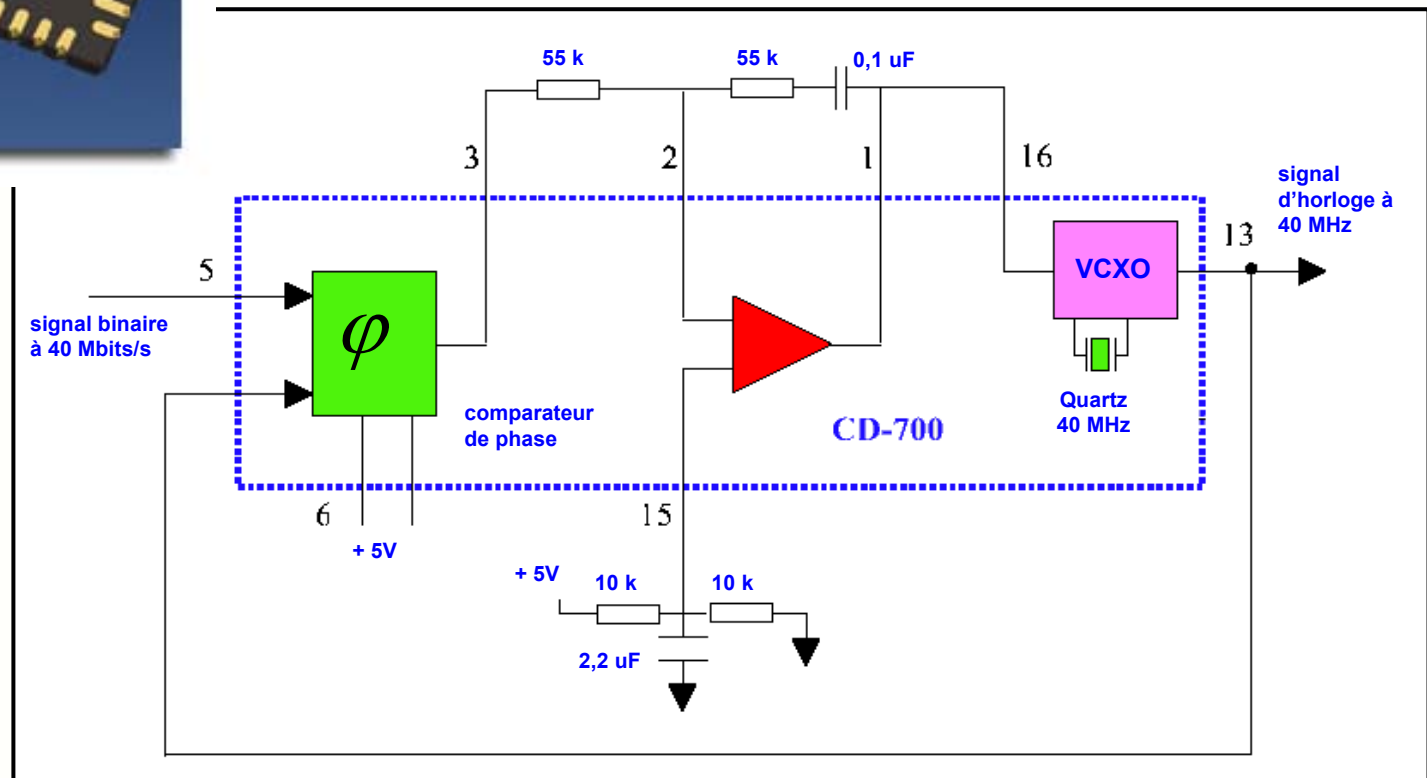 55 k
55 k
0,1 uF
3
2
1
16
signal
d'horloge à
40 MHz
13
5
signal binaire
à 40 Mbits/s
φ
VCXO
comparateur
de phase
CD-700
Quartz
40 MHz
6
+ 5V
15
+ 5V
10 k
10 k
2,2 uF